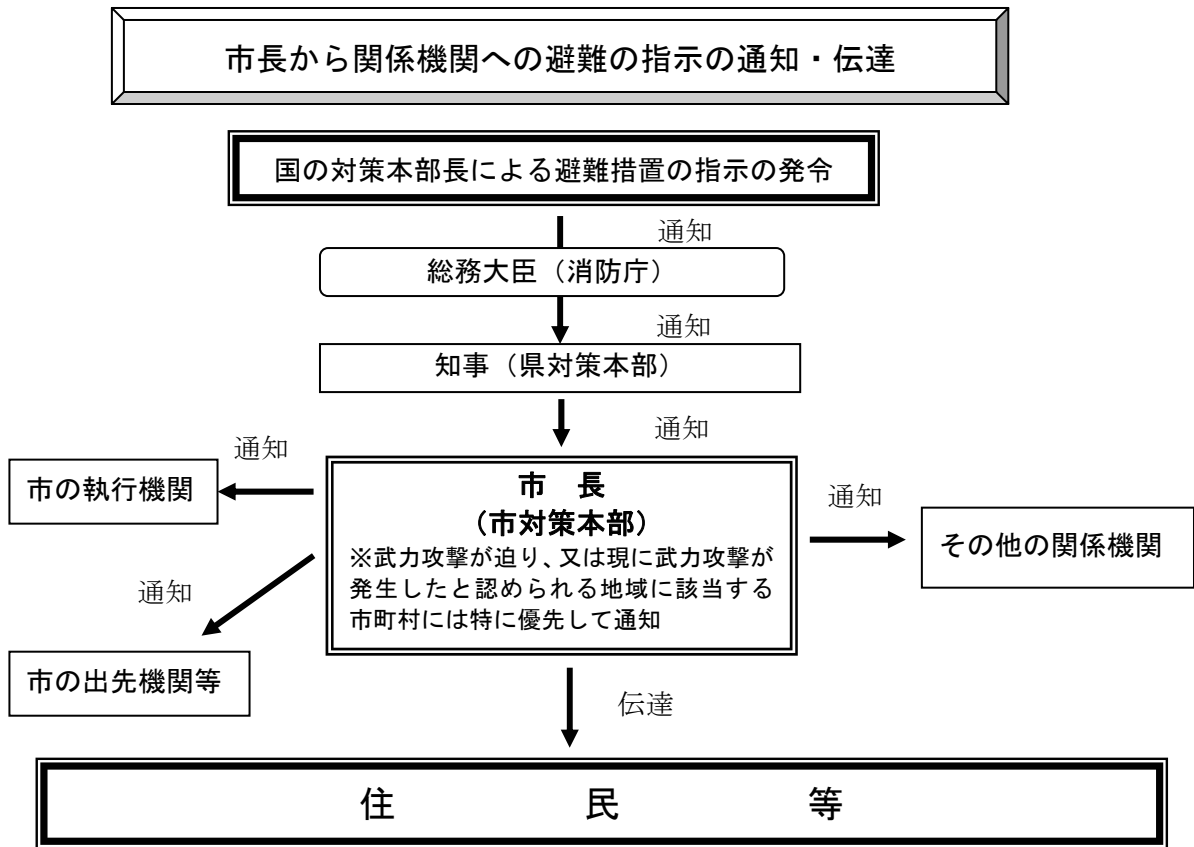 市長から関係機関への避難の指示の通知・伝達
国の対策本部長による避難措置の指示の発令
通知
総務大臣（消防庁）
通知
知事（県対策本部）
通知
通知
市の執行機関
市　長
（市対策本部）
※武力攻撃が迫り、又は現に武力攻撃が
発生したと認められる地域に該当する
市町村には特に優先して通知
通知
その他の関係機関
通知
市の出先機関等
伝達
住　民　等